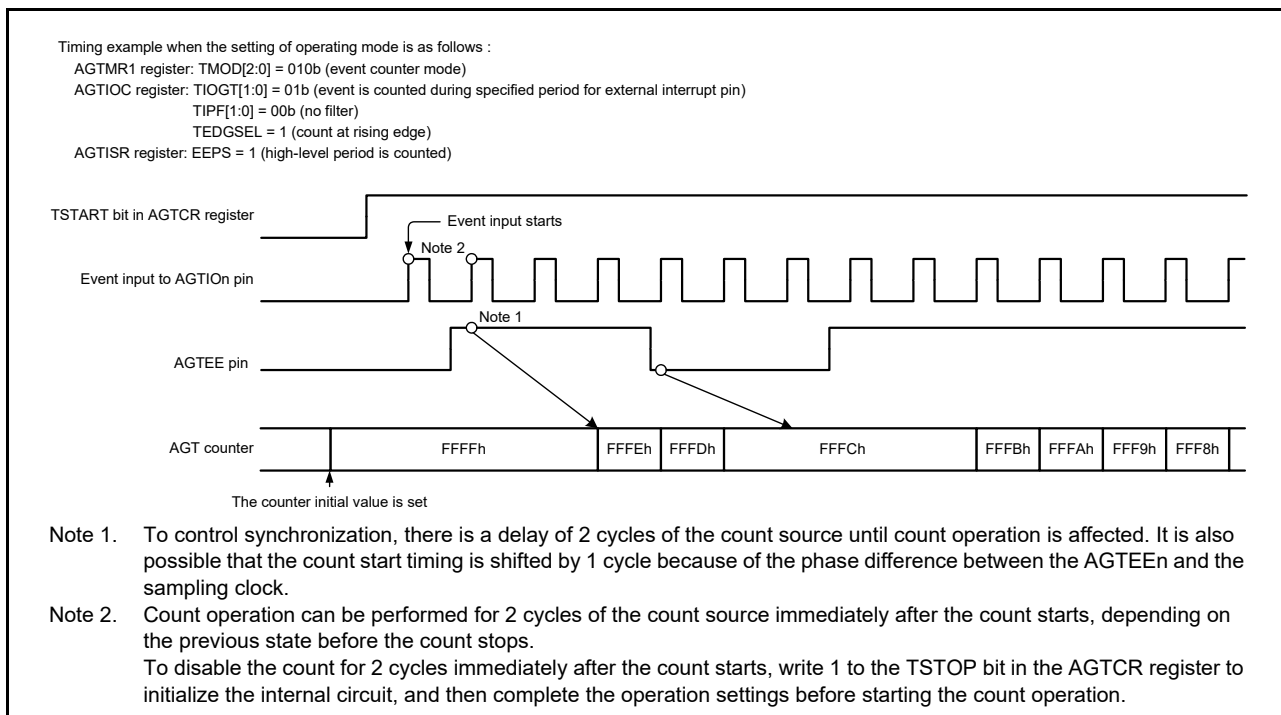 Timing example when the setting of operating mode is as follows :
AGTMR1 register: TMOD[2:0] = 010b (event counter mode)
AGTIOC register: TIOGT[1:0] = 01b (event is counted during specified period for external interrupt pin)
TIPF[1:0] = 00b (no filter)
TEDGSEL = 1 (count at rising edge)
AGTISR register: EEPS = 1 (high-level period is counted)
TSTART bit in AGTCR register
Event input starts
Note 2
Event input to AGTIOn pin
Note 1
AGTEE pin
AGT counter FFFFh FFFEh FFFDh FFFCh FFFBh FFFAh FFF9h FFF8h
The counter initial value is set
Note 1. To control synchronization, there is a delay of 2 cycles of the count source until count operation is affected. It is also
possible that the count start timing is shifted by 1 cycle because of the phase difference between the AGTEEn and the
sampling clock.
Note 2. Count operation can be performed for 2 cycles of the count source immediately after the count starts, depending on
the previous state before the count stops.
To disable the count for 2 cycles immediately after the count starts, write 1 to the TSTOP bit in the AGTCR register to
initialize the internal circuit, and then complete the operation settings before starting the count operation.